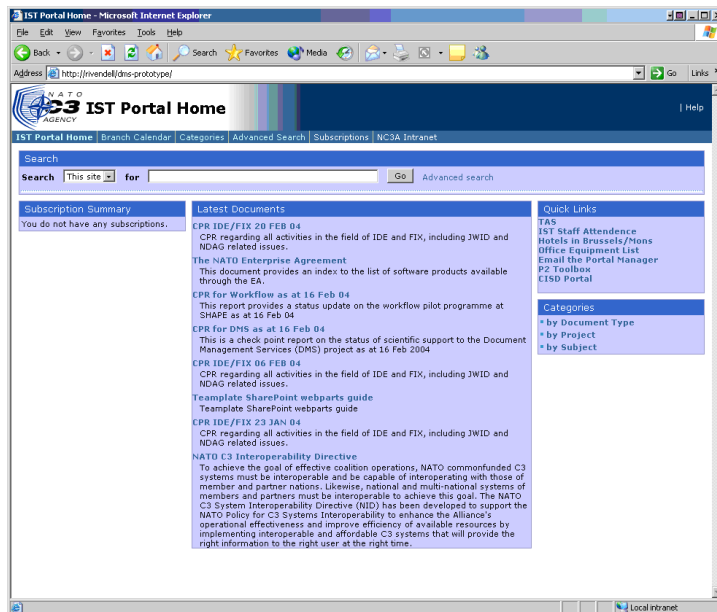 IST Portal Home - Microsoft Internet Explorer
File Edit View Favorites Tools Help
Back Search Favorites Media
Address http://rivendell/dms-prototype/ Go Links
NATO
C3
AGENCY
IST Portal Home
Help
IST Portal Home Branch Calendar Categories Advanced Search Subscriptions NC3A Intranet
Search
Search This site for Go Advanced search
Subscription Summary
You do not have any subscriptions.
Latest Documents
CPR IDE/FIX 20 FEB 04
CPR regarding all activities in the field of IDE and FIX, including JWID and
NDAG related issues.
The NATO Enterprise Agreement
This document provides an index to the list of software products available
through the EA.
CPR for Workflow as at 16 Feb 04
This report provides a status update on the workflow pilot programme at
SHAPE as at 16 Feb 04
CPR for DMS as at 16 Feb 04
This is a check point report on the status of scientific support to the Document
Management Services (DMS) project as at 16 Feb 2004
CPR IDE/FIX 06 FEB 04
CPR regarding all activities in the field of IDE and FIX, including JWID and
NDAG related issues.
Teamplate SharePoint webparts guide
Teamplate SharePoint webparts guide
CPR IDE/FIX 23 JAN 04
CPR regarding all activities in the field of IDE and FIX, including JWID and
NDAG related issues.
NATO C3 Interoperability Directive
To achieve the goal of effective coalition operations, NATO commonfunded C3
systems must be interoperable and be capable of interoperating with those of
member and partner nations. Likewise, national and multi-national systems of
members and partners must be interoperable to achieve this goal. The NATO
C3 System Interoperability Directive (NID) has been developed to support the
NATO Policy for C3 Systems Interoperability to enhance the Alliance's
operational effectiveness and improve efficiency of available resources by
implementing interoperable and affordable C3 systems that will provide the
right information to the right user at the right time.
Quick Links
TAS
IST Staff Attendence
Hotels in Brussels/Mons
Office Equipment List
Email the Portal Manager
P2 Toolbox
CISD Portal
Categories
by Document Type
by Project
by Subject
Local intranet